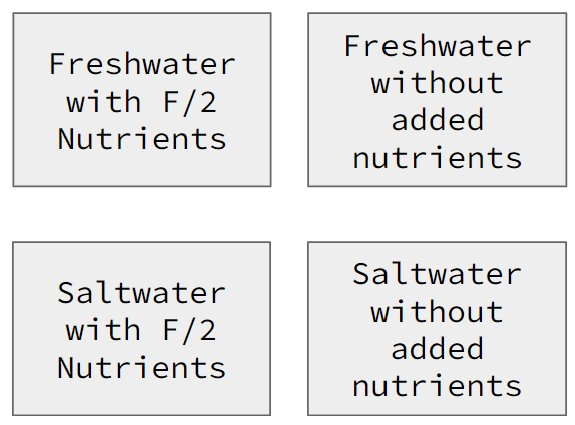 Freshwater
with F/2
Nutrients
Freshwater
without
added
nutrients
Saltwater
with F/2
Nutrients
Saltwater
without
added
nutrients